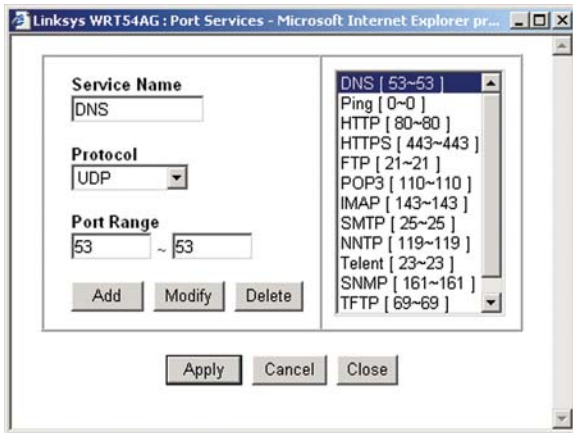 Linksys WRT54AG : Port Services - Microsoft Internet Explorer pr...
Service Name
DNS
Protocol
UDP
Port Range
53 ~ 53
Add Modify Delete
DNS [ 53~53 ]
Ping [ 0~0 ]
HTTP [ 80~80 ]
HTTPS [ 443~443 ]
FTP [ 21~21 ]
POP3 [ 110~110 ]
IMAP [ 143~143 ]
SMTP [ 25~25 ]
NNTP [ 119~119 ]
Telent [ 23~23 ]
SNMP [ 161~161 ]
TFTP [ 69~69 ]
Apply Cancel Close